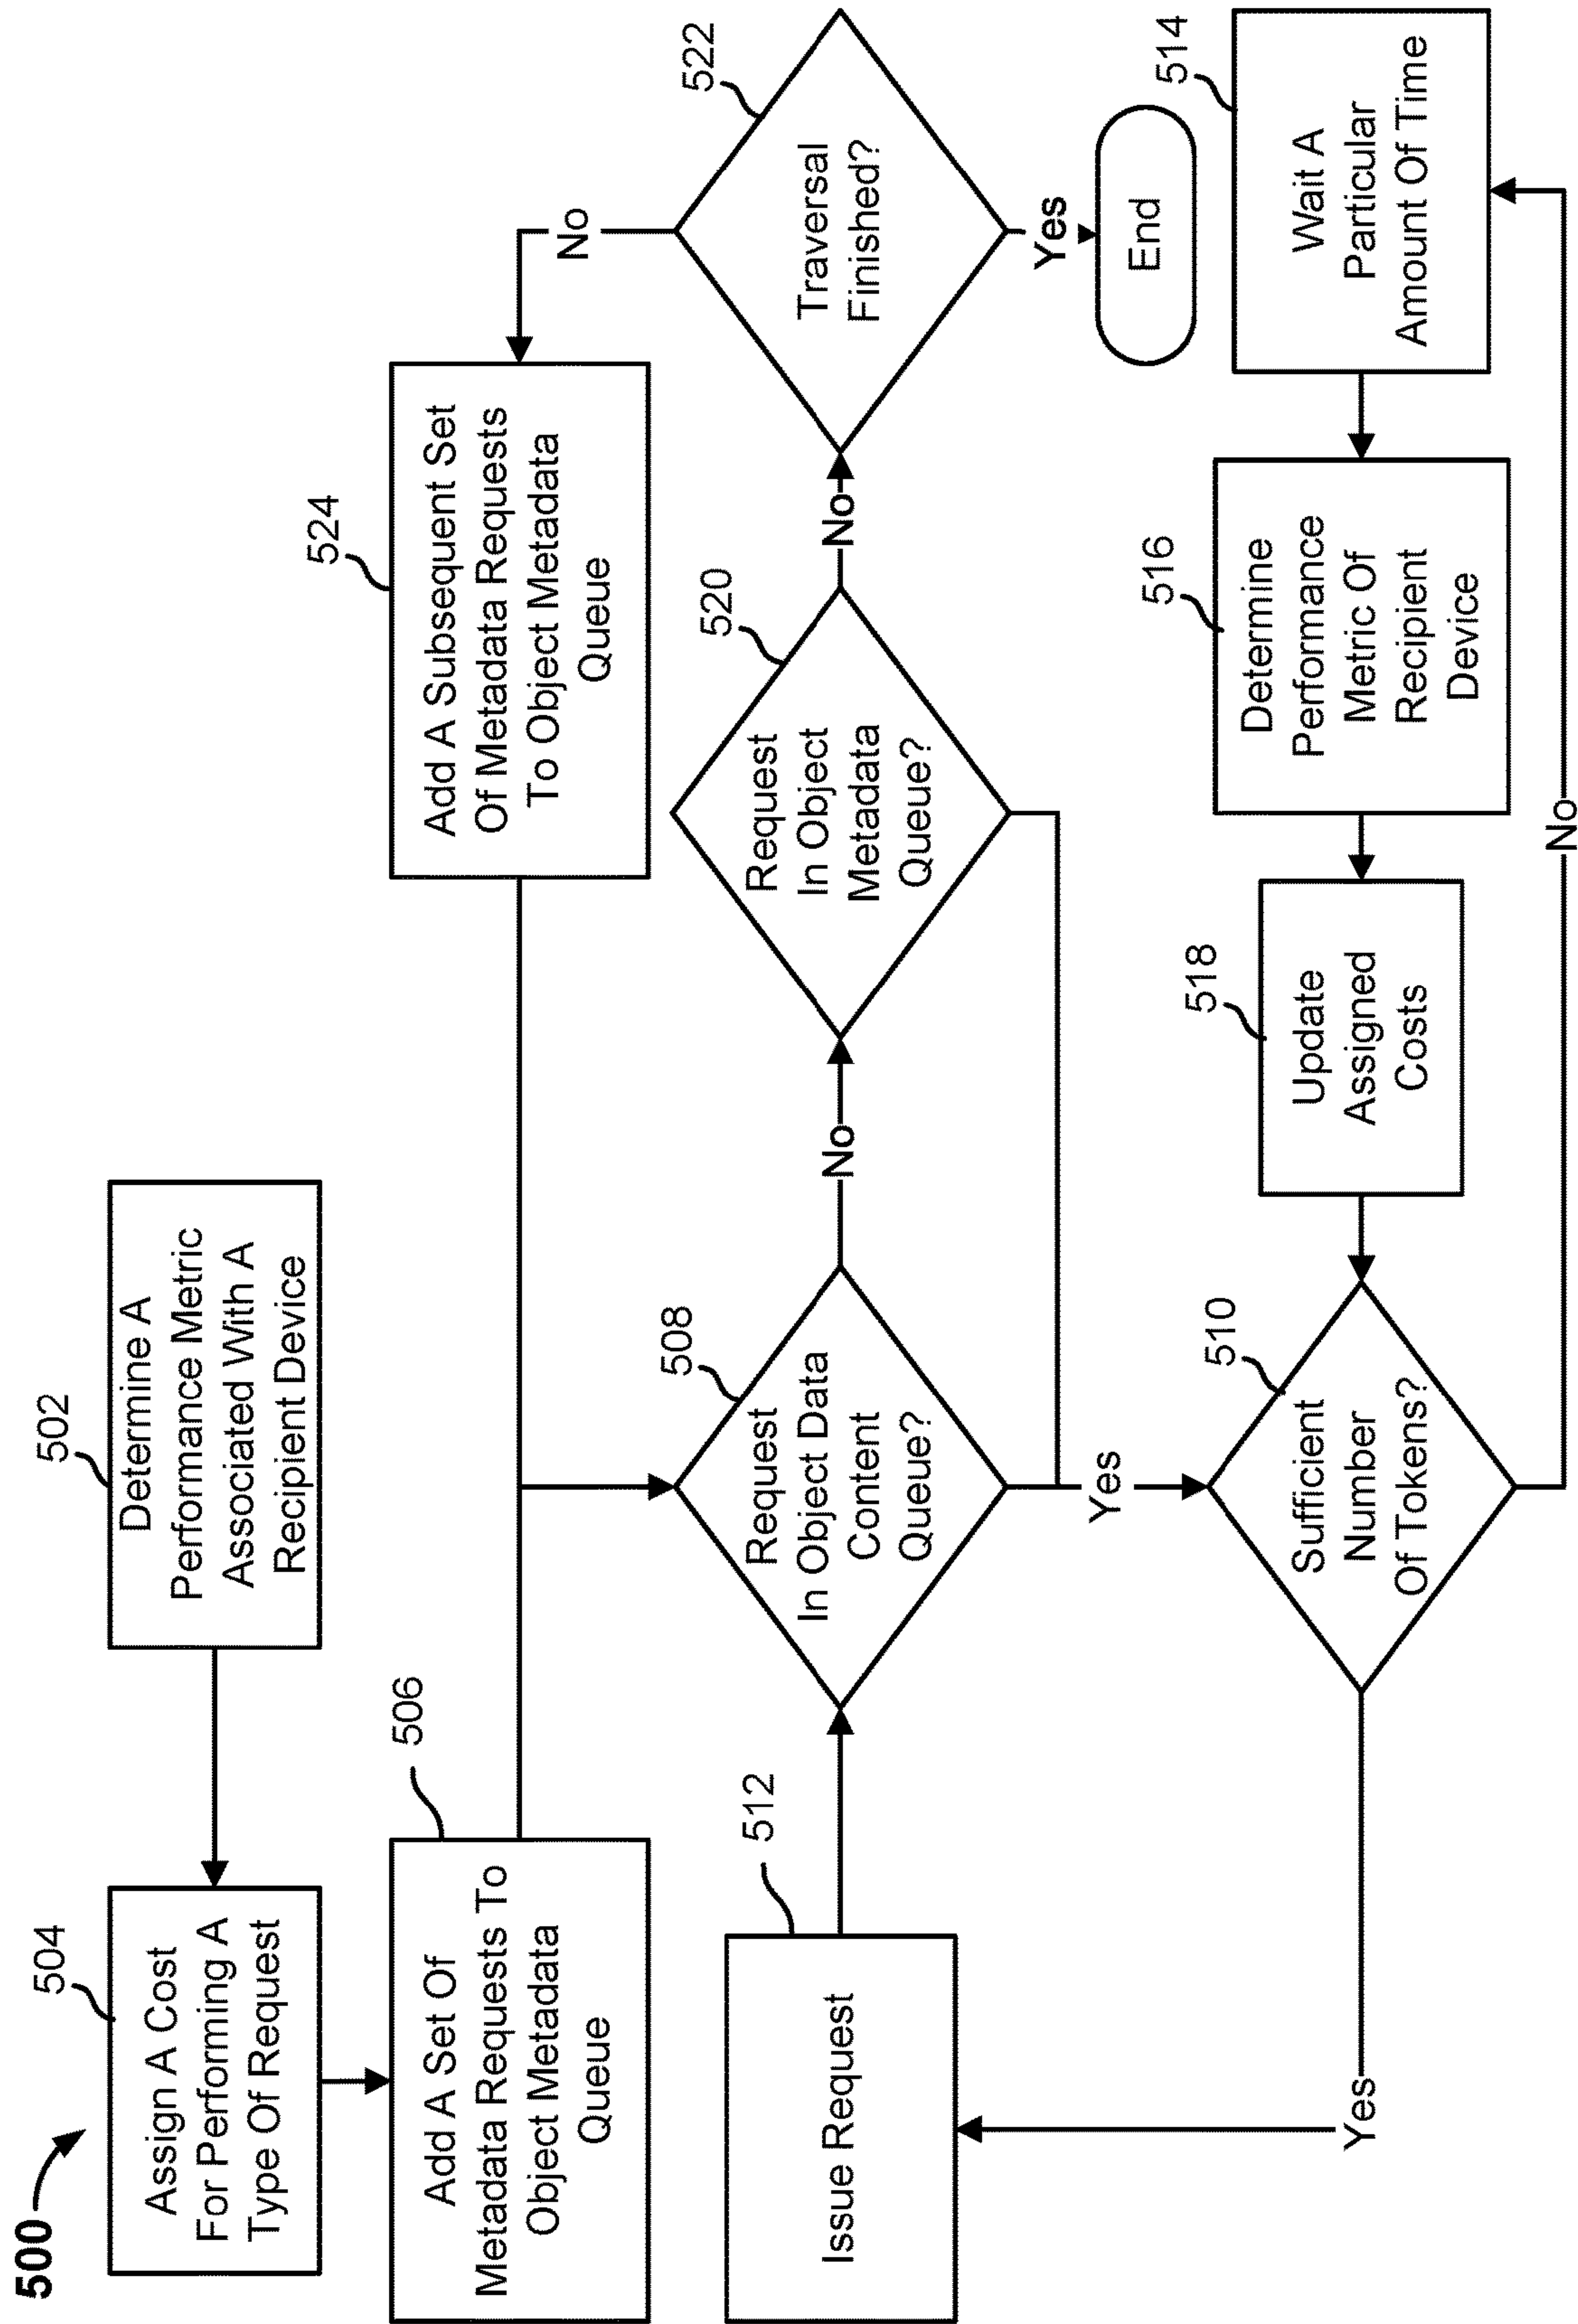 500
502
Determine A
Performance Metric
Associated With A
Recipient Device
504
Assign A Cost
For Performing A
Type Of Request
506
Add A Set Of
Metadata Requests To
Object Metadata
Queue
524
Add A Subsequent Set
Of Metadata Requests
To Object Metadata
Queue
No
512
Issue Request
508
Request
In Object Data
Content
Queue?
No
520
Request
In Object
Metadata
Queue?
No
522
Traversal
Finished?
Yes
End
Yes
510
Sufficient
Number
Of Tokens?
Yes
518
Update
Assigned
Costs
516
Determine
Performance
Metric Of
Recipient
Device
514
Wait A
Particular
Amount Of Time
No